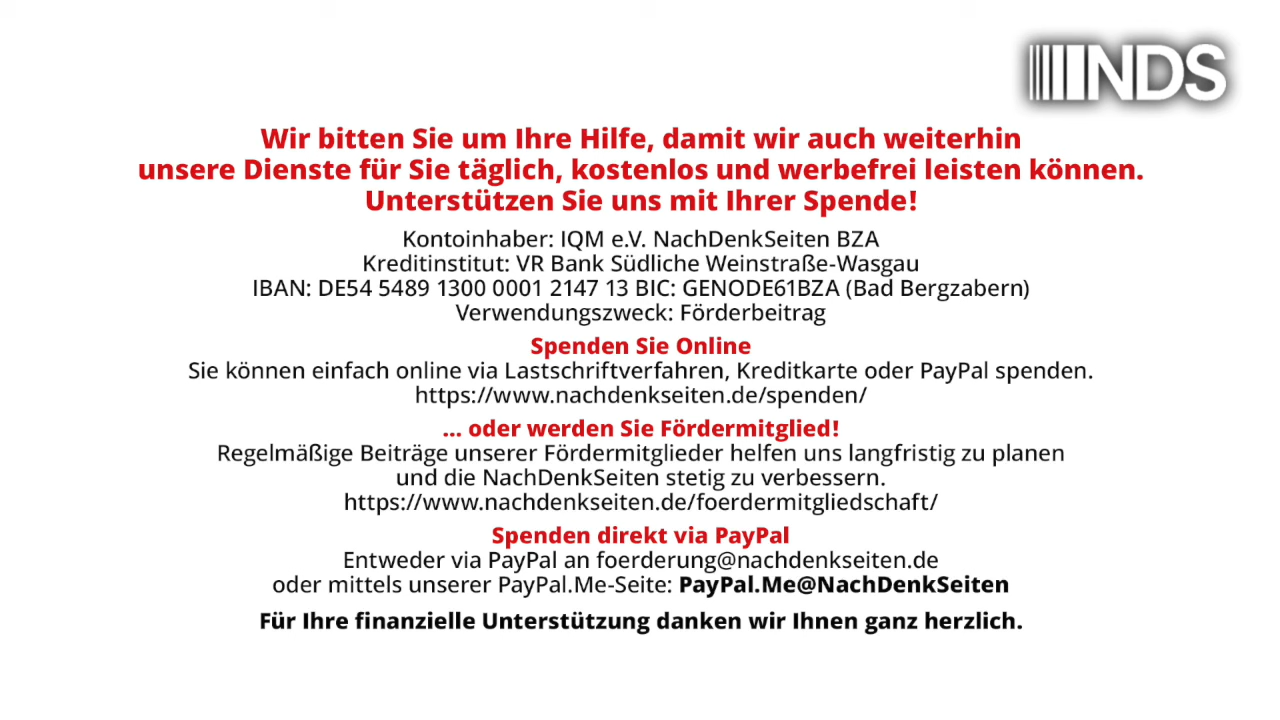 NDS
Wir bitten Sie um Ihre Hilfe, damit wir auch weiterhin
unsere Dienste für Sie täglich, kostenlos und werbefrei leisten können.
Unterstützen Sie uns mit Ihrer Spende!
Kontoinhaber: IQM e.V. NachDenkSeiten BZA
Kreditinstitut: VR Bank Südliche Weinstraße-Wasgau
IBAN: DE54 5489 1300 0001 2147 13 BIC: GENODE61BZA (Bad Bergzabern)
Verwendungszweck: Förderbeitrag
Spenden Sie Online
Sie können einfach online via Lastschriftverfahren, Kreditkarte oder PayPal spenden.
https://www.nachdenkseiten.de/spenden/
... oder werden Sie Fördermitglied!
Regelmäßige Beiträge unserer Fördermitglieder helfen uns langfristig zu planen
und die NachDenkSeiten stetig zu verbessern.
https://www.nachdenkseiten.de/foerdermitgliedschaft/
Spenden direkt via PayPal
Entweder via PayPal an foerderung@nachdenkseiten.de
oder mittels unserer PayPal.Me-Seite: PayPal.Me@NachDenkSeiten
Für Ihre finanzielle Unterstützung danken wir Ihnen ganz herzlich.